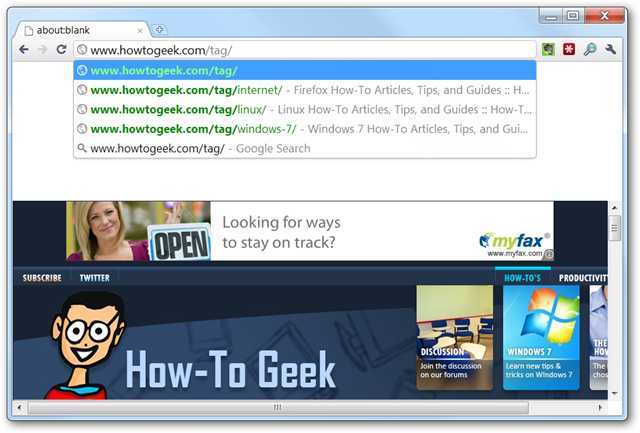 about:blank
www.howtogeek.com/tag/
www.howtogeek.com/tag/
www.howtogeek.com/tag/internet/ - Firefox How-To Articles, Tips, and Guides :: H...
www.howtogeek.com/tag/linux/ - Linux How-To Articles, Tips, and Guides :: How-T...
www.howtogeek.com/tag/windows-7/ - Windows 7 How-To Articles, Tips, and Gui...
www.howtogeek.com/tag/ - Google Search
OPEN
Looking for ways
to stay on track?
myfax®
www.myfax.com
SUBSCRIBE TWITTER HOW-TO'S PRODUCTIVIT
How-To Geek
DISCUSSION
Join the discussion
on our forums
WINDOWS 7
Learn new tips &
tricks on Windows 7
THE
HOW
The b
chos